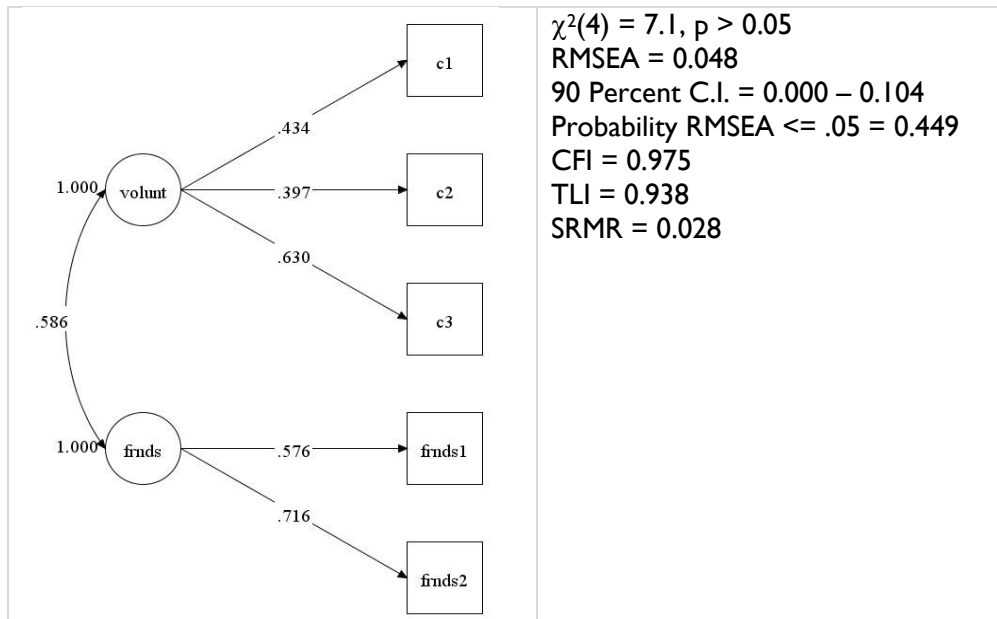 c1
.434
1.000
volunt
.397
c2
.630
c3
.586
1.000
frnds
.576
frnds1
.716
frnds2
χ²(4) = 7.1, p > 0.05
RMSEA = 0.048
90 Percent C.I. = 0.000 – 0.104
Probability RMSEA <= .05 = 0.449
CFI = 0.975
TLI = 0.938
SRMR = 0.028